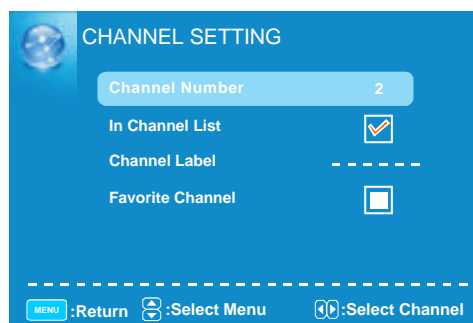 CHANNEL SETTING
Channel Number 2
In Channel List
Channel Label _ _ _ _ _ _
Favorite Channel
MENU :Return :Select Menu :Select Channel